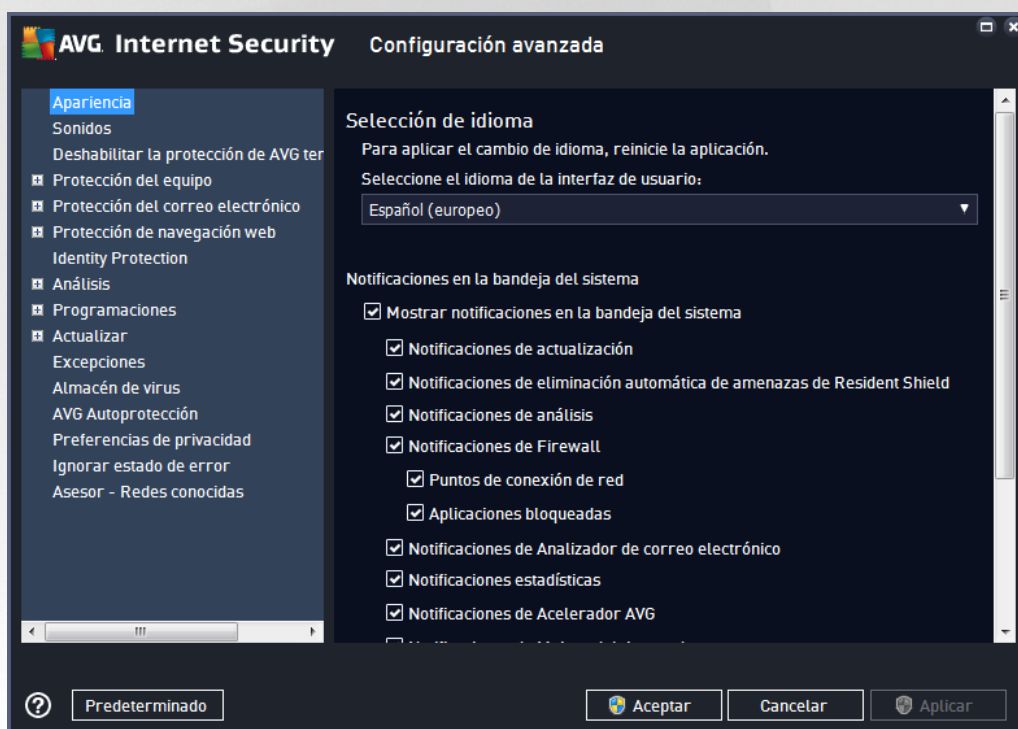 AVG. Internet Security
Configuración avanzada
Apariencia
Sonidos
Deshabilitar la protección de AVG ter
Protección del equipo
Protección del correo electrónico
Protección de navegación web
Identity Protection
Análisis
Programaciones
Actualizar
Excepciones
Almacén de virus
AVG Autoprotección
Preferencias de privacidad
Ignorar estado de error
Asesor - Redes conocidas
Selección de idioma
Para aplicar el cambio de idioma, reinicie la aplicación.
Seleccione el idioma de la interfaz de usuario:
Español (europeo)
Notificaciones en la bandeja del sistema
Mostrar notificaciones en la bandeja del sistema
Notificaciones de actualización
Notificaciones de eliminación automática de amenazas de Resident Shield
Notificaciones de análisis
Notificaciones de Firewall
Puntos de conexión de red
Aplicaciones bloqueadas
Notificaciones de Analizador de correo electrónico
Notificaciones estadísticas
Notificaciones de Acelerador AVG
Predeterminado
Aceptar
Cancelar
Aplicar